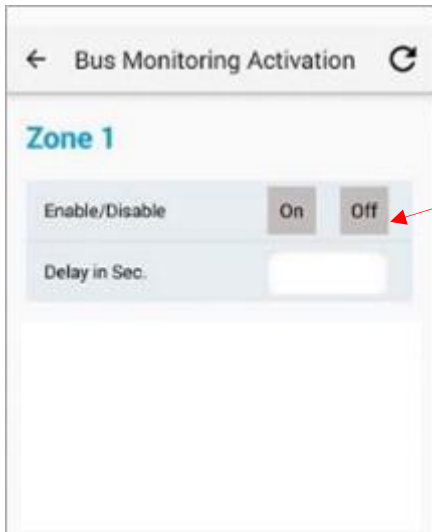 Bus Monitoring Activation
Zone 1
Enable/Disable On Off
Delay in Sec.